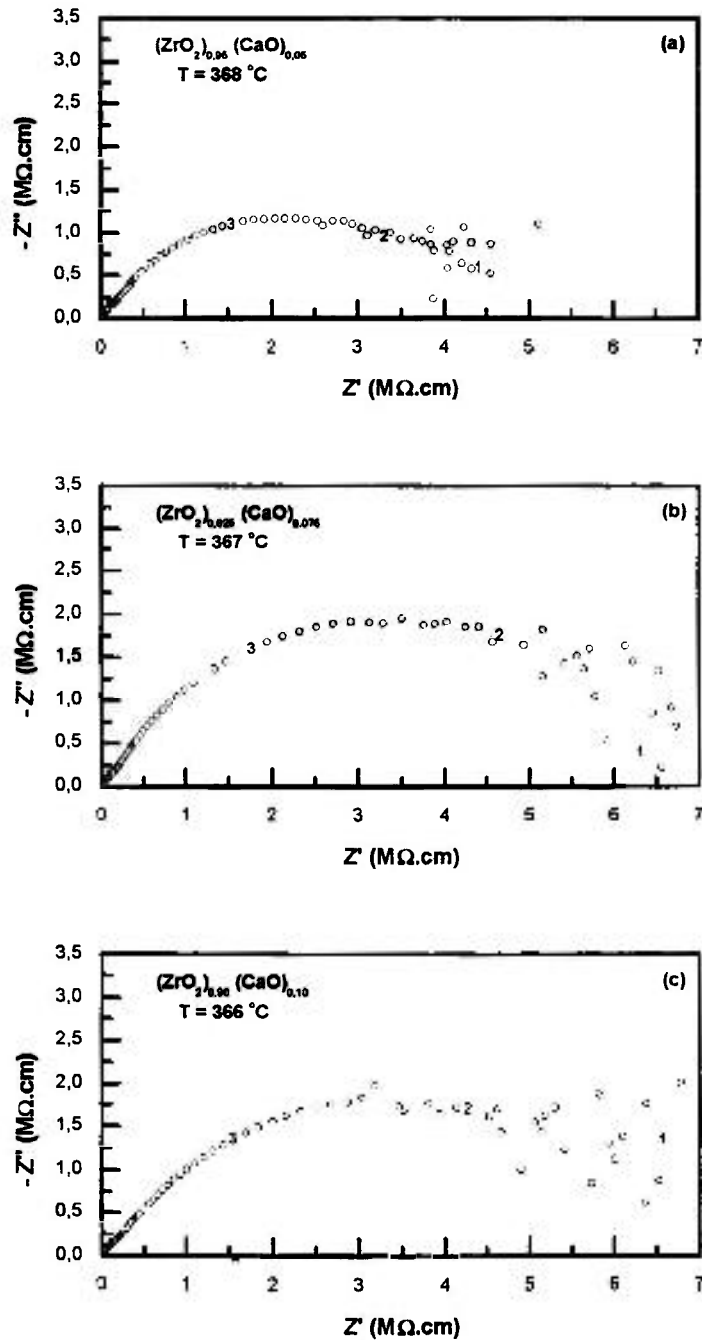 (ZrO₂)₀,₉₅ (CaO)₀,₀₅
(a)
T = 368 °C
3,5
3,0
2,5
2,0
1,5
1,0
0,5
0,0
- Z" (MΩ.cm)
3
2
1
0 1 2 3 4 5 6 7
Z' (MΩ.cm)
(ZrO₂)₀,₉₂₅ (CaO)₀.₀₇₅
(b)
T = 367 °C
3,5
3,0
2,5
2,0
1,5
1,0
0,5
0,0
- Z" (MΩ.cm)
3
2
1
0 1 2 3 4 5 6 7
Z' (MΩ.cm)
(ZrO₂)₀.₉₀ (CaO)₀,₁₀
(c)
T = 366 °C
3,5
3,0
2,5
2,0
1,5
1,0
0,5
0,0
- Z" (MΩ.cm)
3
2
1
0 1 2 3 4 5 6 7
Z' (MΩ.cm)